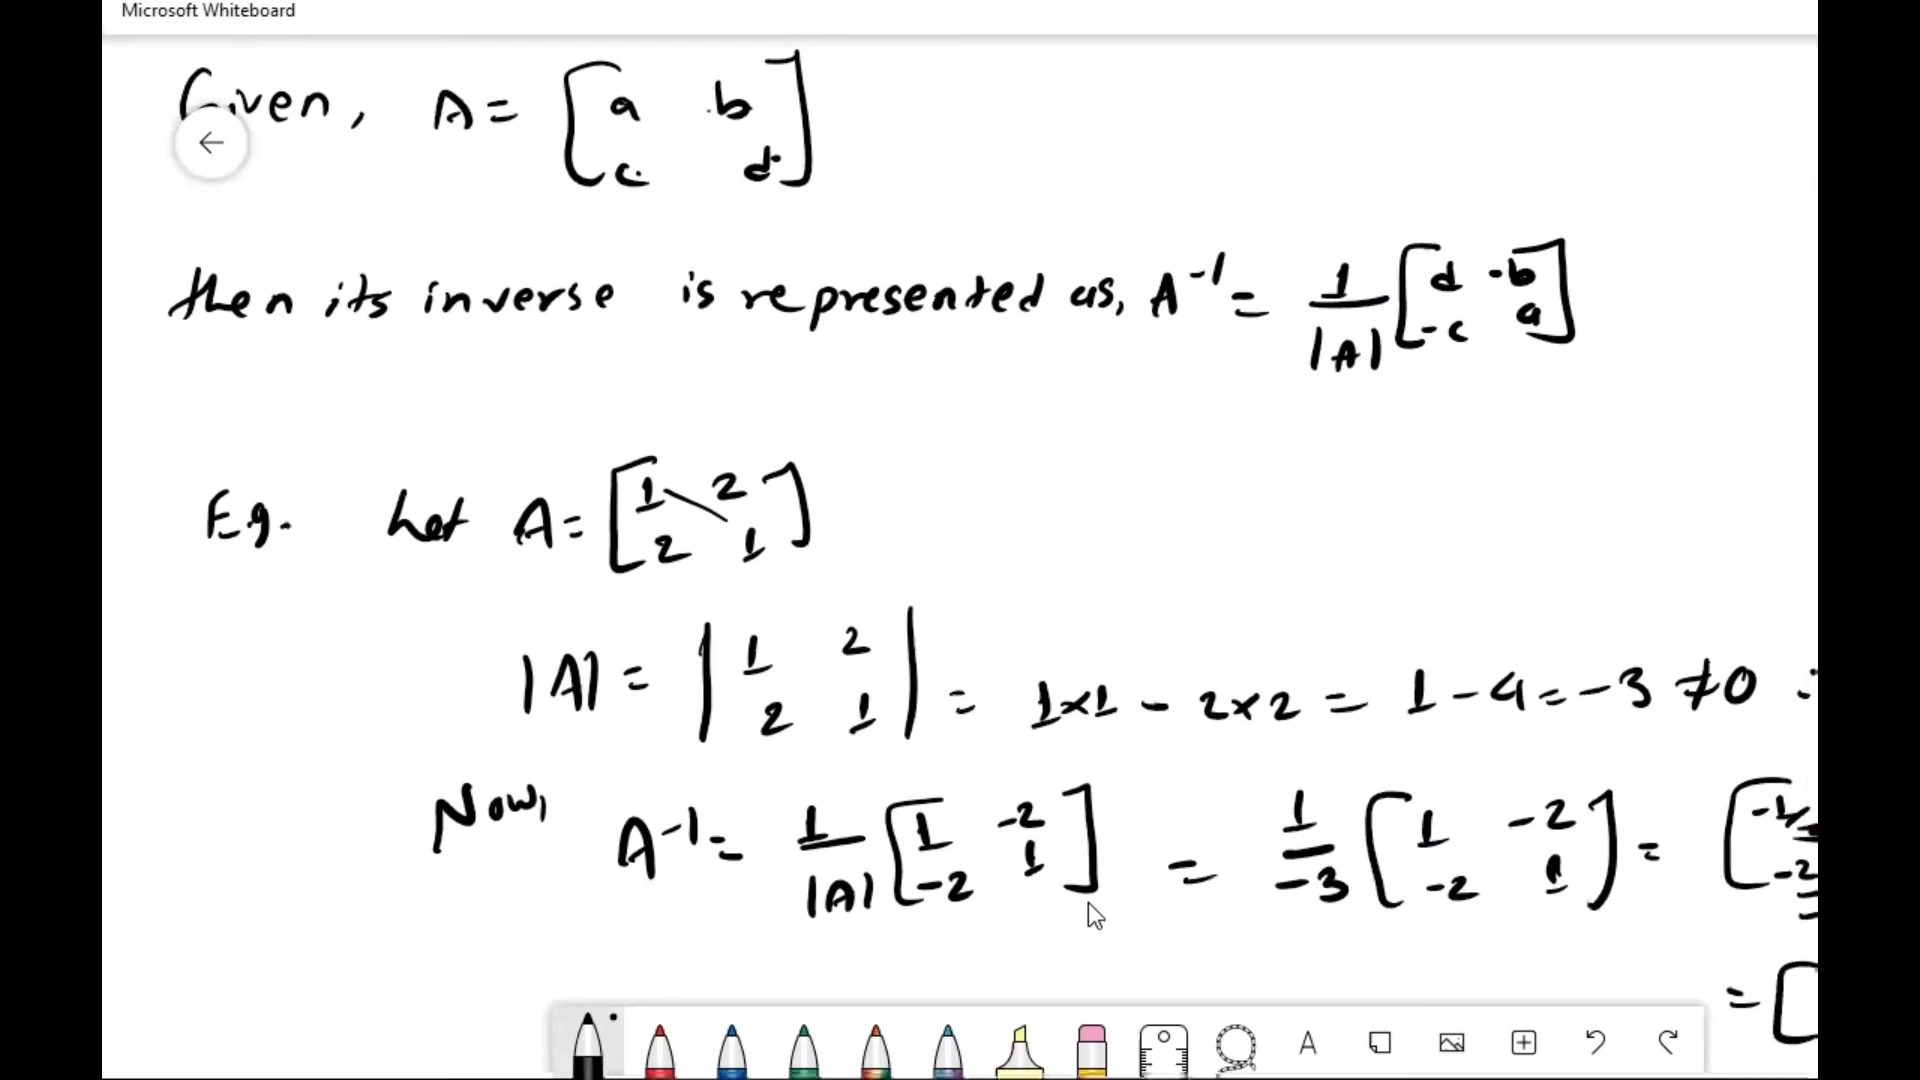 Microsoft Whiteboard
Given, A = [a b
c d]
then its inverse is represented as, A⁻¹ = 1/|A| [d -b
-c a]
Eg. Let A = [1 2
2 1]
|A| = |1 2
2 1| = 1×1 - 2×2 = 1 - 4 = -3 ≠ 0
Now, A⁻¹ = 1/|A| [1 -2
-2 1] = 1/-3 [1 -2
-2 1] = [
= [
A